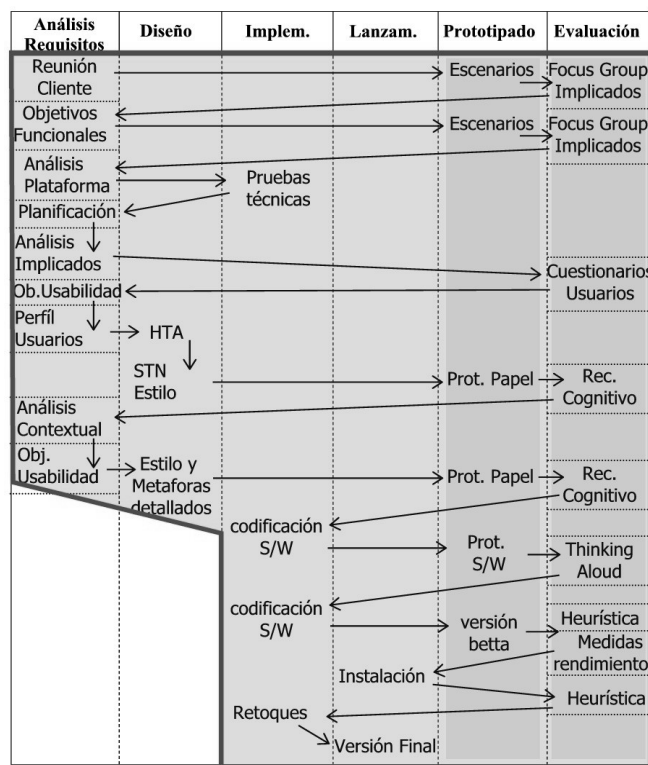 Análisis Requisitos Diseño Implem. Lanzam. Prototipado Evaluación
Reunión
Cliente
Escenarios
Focus Group
Implicados
Objetivos
Funcionales
Escenarios
Focus Group
Implicados
Análisis
Plataforma
Pruebas
técnicas
Planificación
Análisis
Implicados
Cuestionarios
Usuarios
Ob.Usabilidad
Perfíl
Usuarios
HTA
STN
Estilo
Prot. Papel
Rec.
Cognitivo
Análisis
Contextual
Obj.
Usabilidad
Estilo y
Metaforas
detallados
Prot. Papel
Rec.
Cognitivo
codificación
S/W
Prot.
S/W
Thinking
Aloud
codificación
S/W
versión
betta
Heurística
Medidas
rendimiento
Instalación
Heurística
Retoques
Versión Final